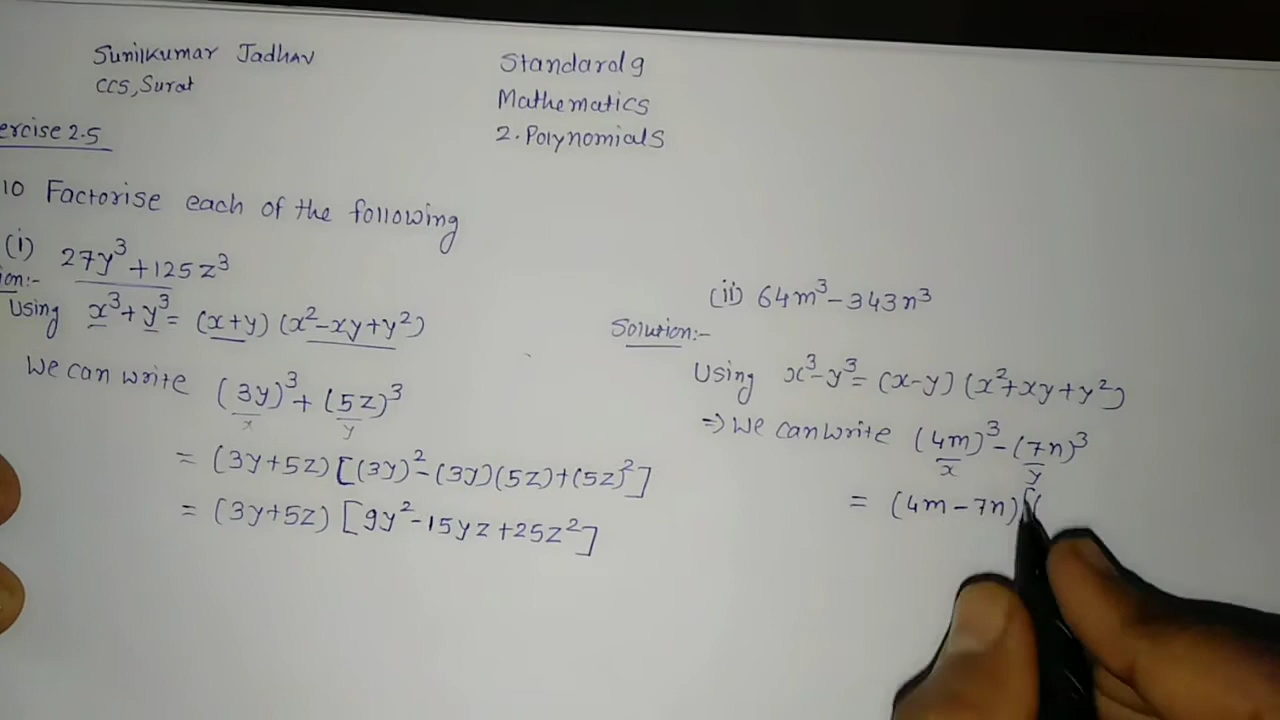 Sunilkumar Jadhav
CCS, Surat
Standard 9
Mathematics
2. Polynomials
ercise 2.5
10 Factorise each of the following
(i) 27y³+125z³
ion:-
Using x³+y³= (x+y) (x²-xy+y²)
We can write (3y)³+(5z)³
x y
= (3y+5z) [(3y)²-(3y)(5z)+(5z)²]
= (3y+5z) [9y²-15yz+25z²]
(ii) 64m³-343n³
Solution:-
Using x³-y³= (x-y) (x²+xy+y²)
⇒ We can write (4m)³-(7n)³
x y
= (4m-7n)[(